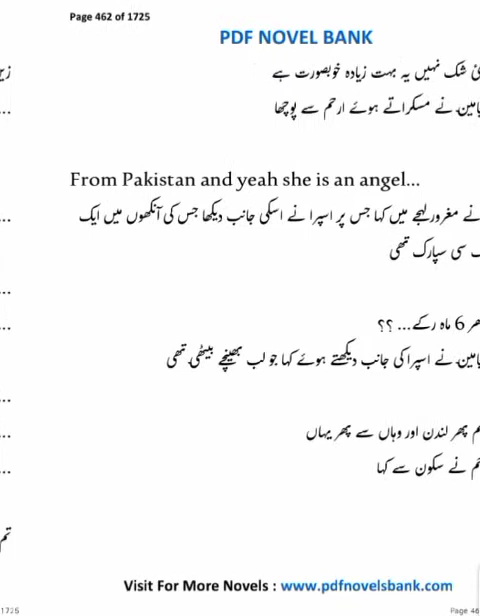 Page 462 of 1725
PDF NOVEL BANK
شک نہیں یہ بہت زیادہ خوبصورت ہے
نے مسکراتے ہوئے ارحم سے پوچھا
From Pakistan and yeah she is an angel...
نے مغرور لہجے میں کہا جس پر اسپرا نے اسکی جانب دیکھا جس کی آنکھوں میں ایک
سی سپارک تھی
6 ماہ رکے... ؟؟
نے اسپرا کی جانب دیکھتے ہوئے کہا جو لب بھینچے بیٹھی تھی
پھر لندن اور وہاں سے پھر یہاں
نے سکون سے کہا
تم
Visit For More Novels : www.pdfnovelsbank.com
1725
Page 46